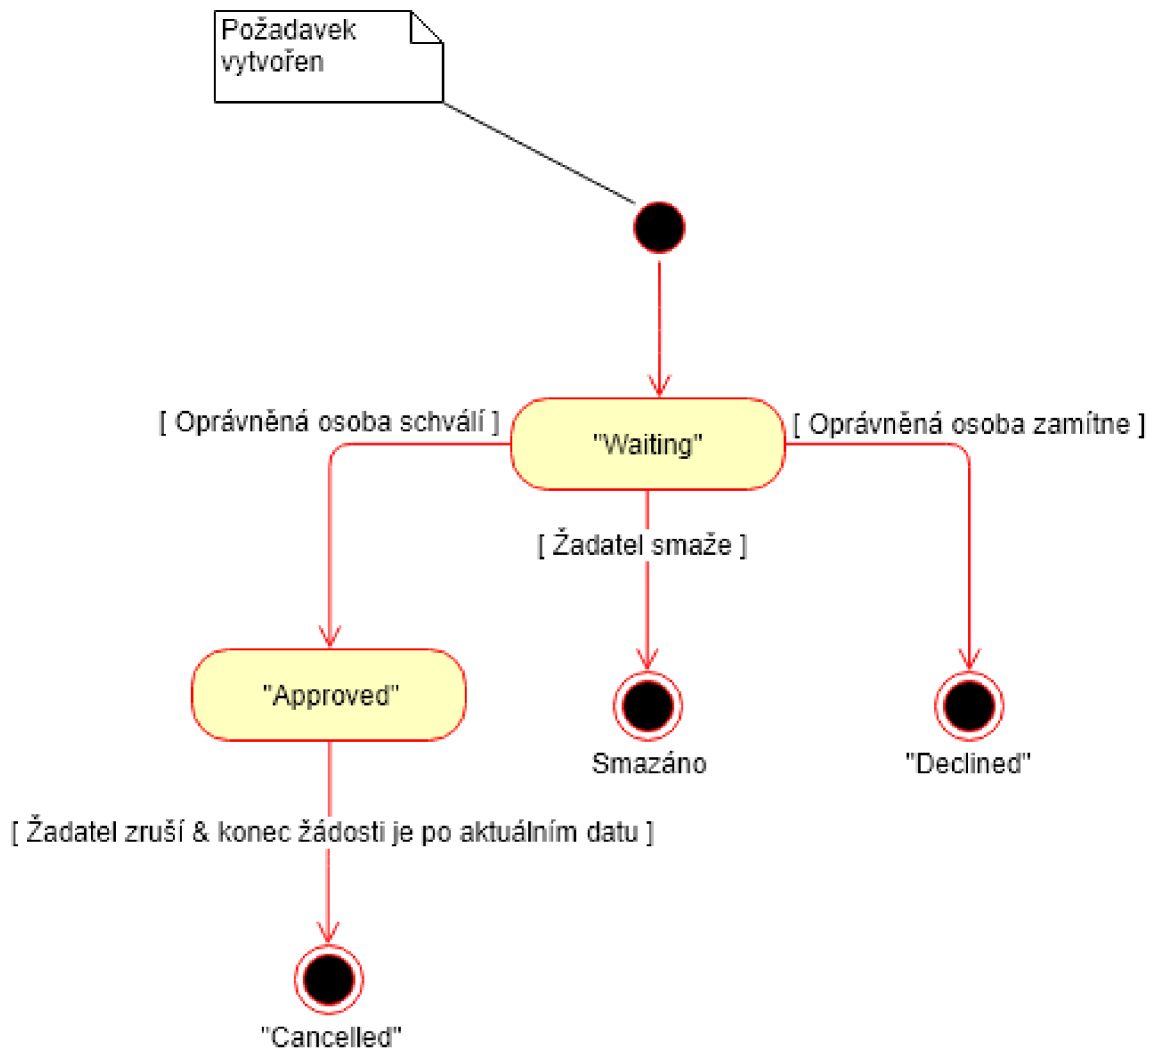 Požadavek
vytvořen
[ Oprávněná osoba schválí ]
"Waiting"
[ Oprávněná osoba zamítne ]
[ Žadatel smaže ]
"Approved"
Smazáno
"Declined"
[ Žadatel zruší & konec žádosti je po aktuálním datu ]
"Cancelled"